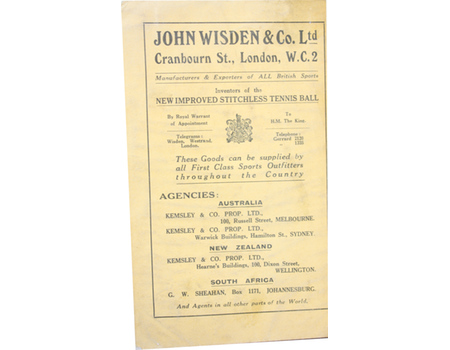 JOHN WISDEN & Co. Ltd
Cranbourn St., London, W.C.2
Manufacturers & Exporters of ALL British Sports
Inventors of the
NEW IMPROVED STITCHLESS TENNIS BALL
By Royal Warrant
of Appointment
To
H.M. The King.
Telegrams:
Wisden, Westrand,
London.
Telephone:
Gerrard
These Goods can be supplied by
all First Class Sports Outfitters
throughout the Country
AGENCIES:
AUSTRALIA
KEMSLEY & CO. PROP. LTD.,
100, Russell Street, MELBOURNE.
KEMSLEY & CO. PROP. LTD.,
Warwick Buildings, Hamilton St., SYDNEY.
NEW ZEALAND
KEMSLEY & CO. PROP. LTD.,
Hearne's Buildings, 100, Dixon Street,
WELLINGTON.
SOUTH AFRICA
G. W. SHEAHAN, Box 1171, JOHANNESBURG.
And Agents in all other parts of the World.